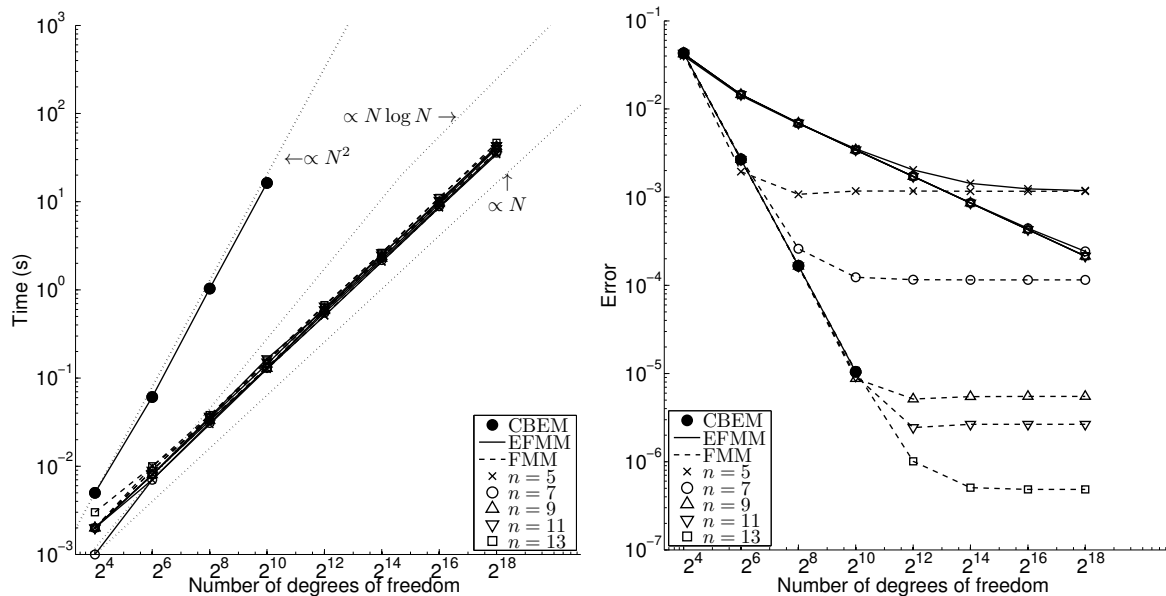 10^3
10^2
10^1
10^0
10^-1
10^-2
10^-3
Time (s)
2^4
2^6
2^8
2^10
2^12
2^14
2^16
2^18
Number of degrees of freedom
∝ N log N →
←∝ N^2
↑
∝ N
CBEM
EFMM
FMM
n = 5
n = 7
n = 9
n = 11
n = 13
10^-1
10^-2
10^-3
10^-4
10^-5
10^-6
10^-7
Error
2^4
2^6
2^8
2^10
2^12
2^14
2^16
2^18
Number of degrees of freedom
CBEM
EFMM
FMM
n = 5
n = 7
n = 9
n = 11
n = 13